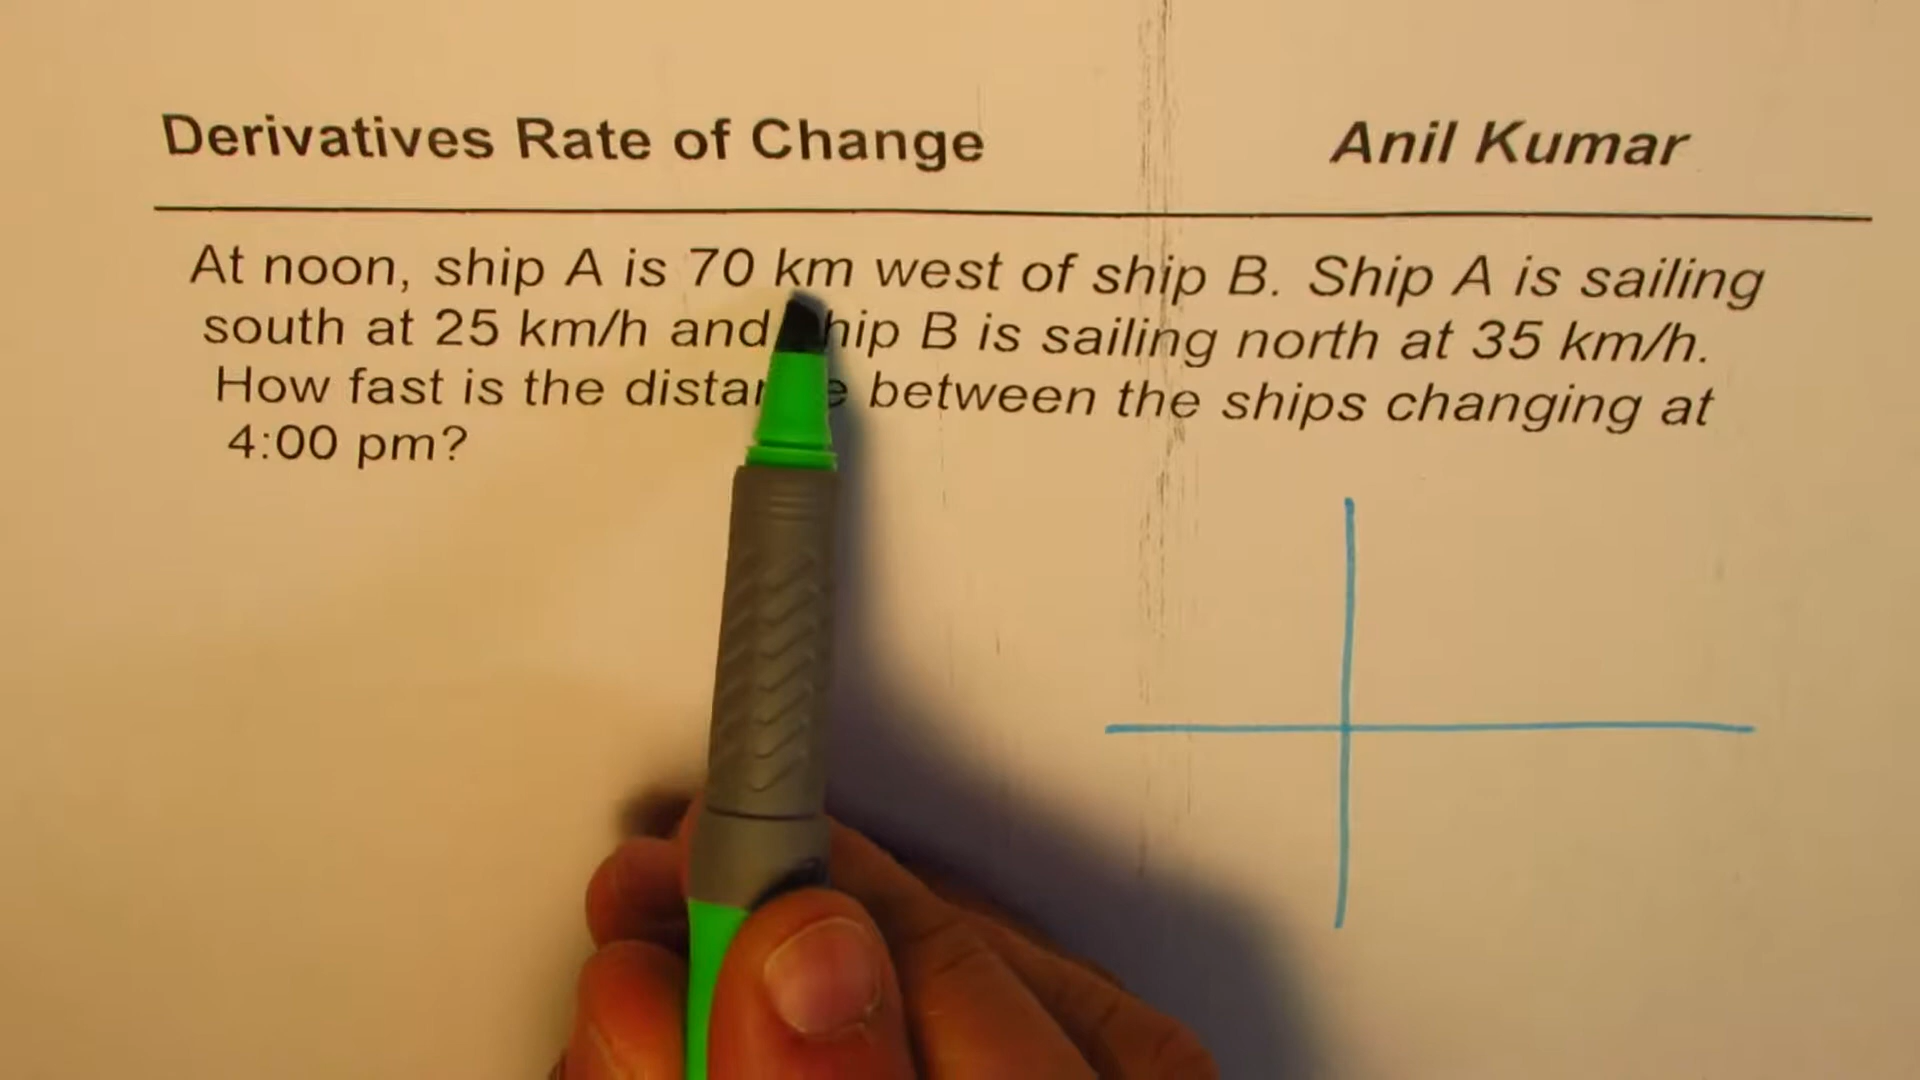 Derivatives Rate of Change Anil Kumar
At noon, ship A is 70 km west of ship B. Ship A is sailing
south at 25 km/h and hip B is sailing north at 35 km/h.
How fast is the between the ships changing at
4:00 pm?